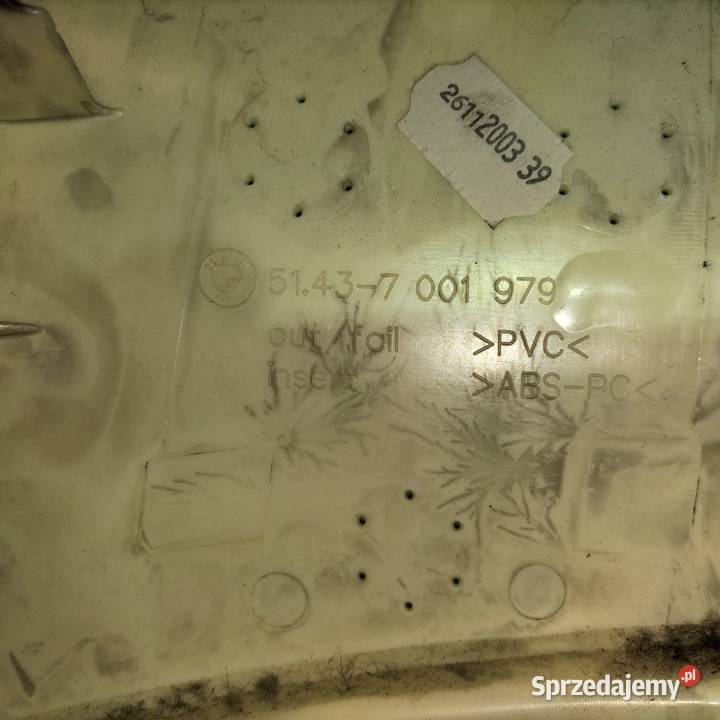 26112003 39
51.43-7 001 979
out/foil >PVC<
insert >ABS-PC<
Sprzedajemy.pl